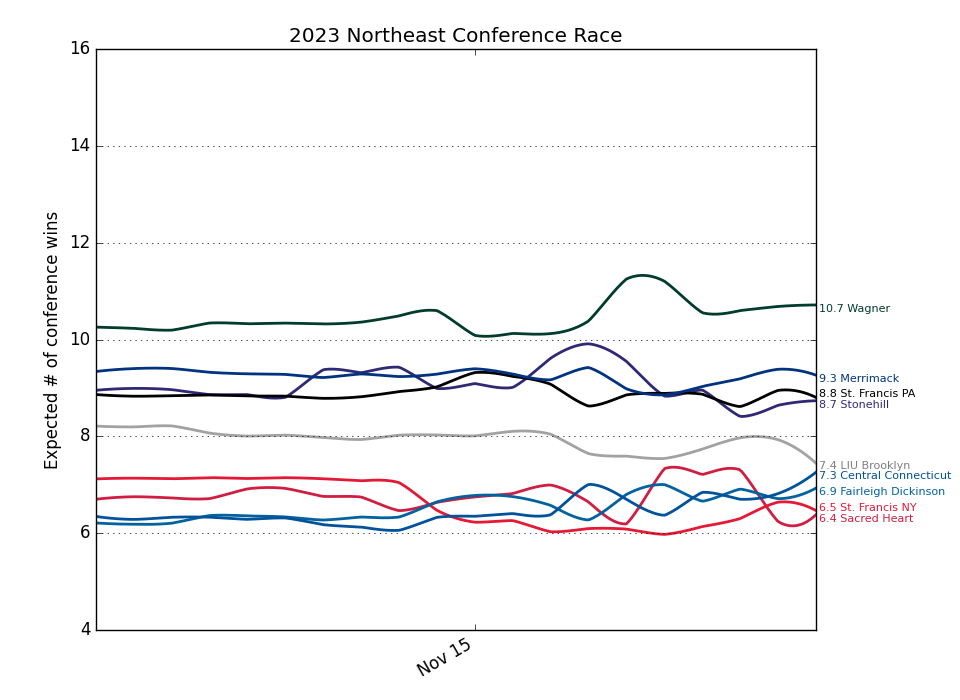 2023 Northeast Conference Race
Expected # of conference wins
16
14
12
10
8
6
4
Nov 15
10.7 Wagner
9.3 Merrimack
8.8 St. Francis PA
8.7 Stonehill
7.4 LIU Brooklyn
7.3 Central Connecticut
6.9 Fairleigh Dickinson
6.5 St. Francis NY
6.4 Sacred Heart